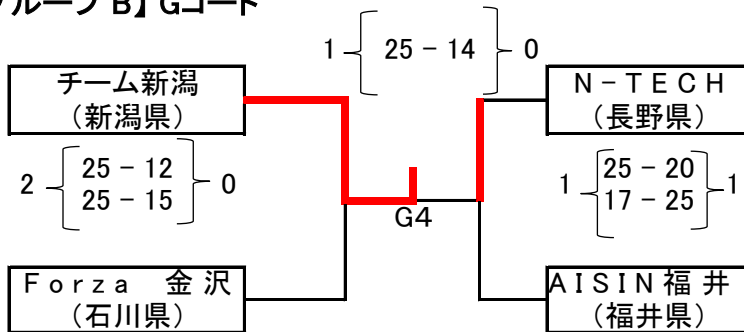 ループ B】 Gコート
1 25 − 14 0
チーム新潟
（新潟県）
N−TECH
（長野県）
2 25 − 12 0
25 − 15
1 25 − 20 1
17 − 25
G4
Forza 金沢
（石川県）
AISIN福井
（福井県）